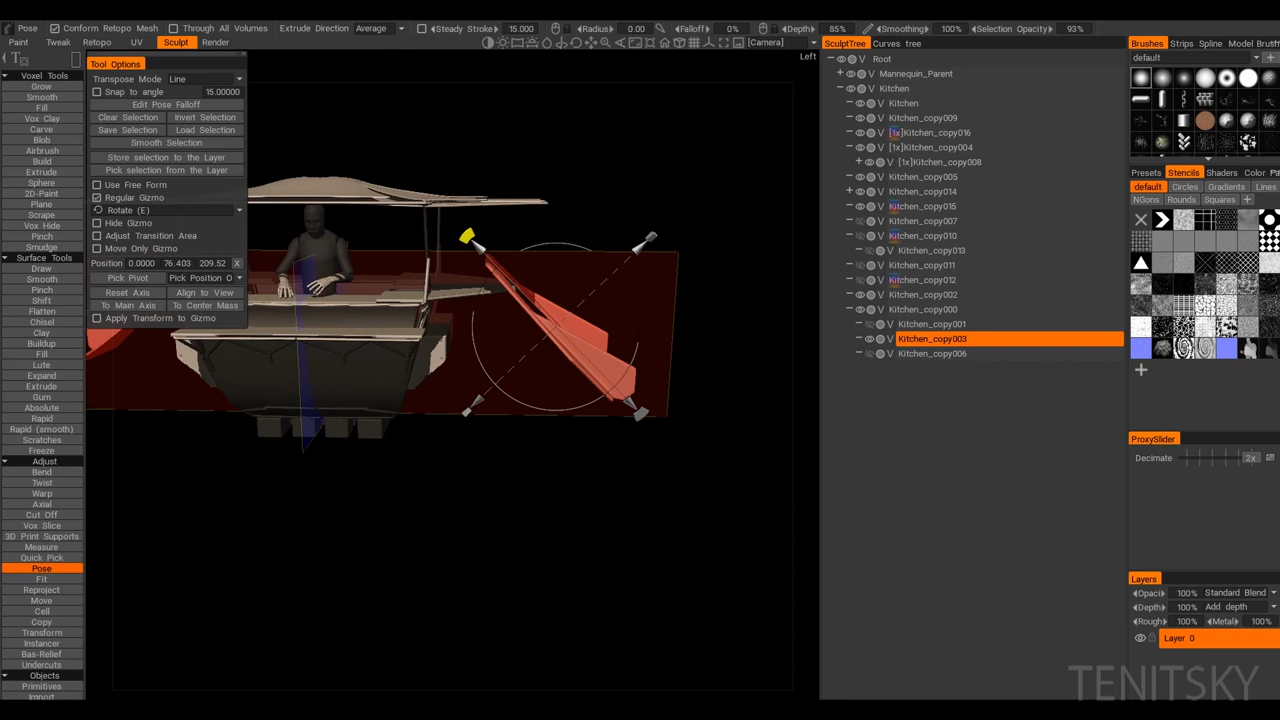 Pose Conform Retopo Mesh Through All Volumes Extrude Direction Average Steady Stroke 15.000 Radius 0.00 Falloff 0% Depth 85% Smoothing 100% Selection Opacity 93%
Paint Tweak Retopo UV Sculpt Render [Camera]
SculptTree Curves tree
Brushes Strips Spline Model Brush
default
Left
Tool Options
Transpose Mode Line
Snap to angle 15.00000
Edit Pose Falloff
Clear Selection Invert Selection
Save Selection Load Selection
Smooth Selection
Store selection to the Layer
Pick selection from the Layer
Use Free Form
Regular Gizmo
Rotate (E)
Hide Gizmo
Adjust Transition Area
Move Only Gizmo
Position 0.0000 76.403 209.52 X
Pick Pivot Pick Position O
Reset Axis Align to View
To Main Axis To Center Mass
Apply Transform to Gizmo
Voxel Tools
Grow
Smooth
Fill
Vox Clay
Carve
Blob
Airbrush
Build
Extrude
Sphere
2D-Paint
Plane
Scrape
Vox Hide
Pinch
Smudge
Surface Tools
Draw
Smooth
Pinch
Shift
Flatten
Chisel
Clay
Buildup
Fill
Lute
Expand
Extrude
Gum
Absolute
Rapid
Rapid (smooth)
Scratches
Freeze
Adjust
Bend
Twist
Warp
Axial
Cut Off
Vox Slice
3D Print Supports
Measure
Quick Pick
Pose
Fit
Reproject
Move
Cell
Copy
Transform
Instancer
Bas-Relief
Undercuts
Objects
Primitives
Import
V Root
V Mannequin_Parent
V Kitchen
V Kitchen
V Kitchen_copy009
V [1x]Kitchen_copy016
V [1x]Kitchen_copy004
V [1x]Kitchen_copy008
V Kitchen_copy005
V Kitchen_copy014
V Kitchen_copy015
V Kitchen_copy007
V Kitchen_copy010
V Kitchen_copy013
V Kitchen_copy011
V Kitchen_copy012
V Kitchen_copy002
V Kitchen_copy000
V Kitchen_copy001
V Kitchen_copy003
V Kitchen_copy006
Presets Stencils Shaders Color Pa
default Circles Gradients Lines
NGons Rounds Squares
ProxySlider
Decimate 2x
Layers
Opaci 100% Standard Blend
Depth 100% Add depth
Rough 100% Metal 100%
Layer 0
TENITSKY